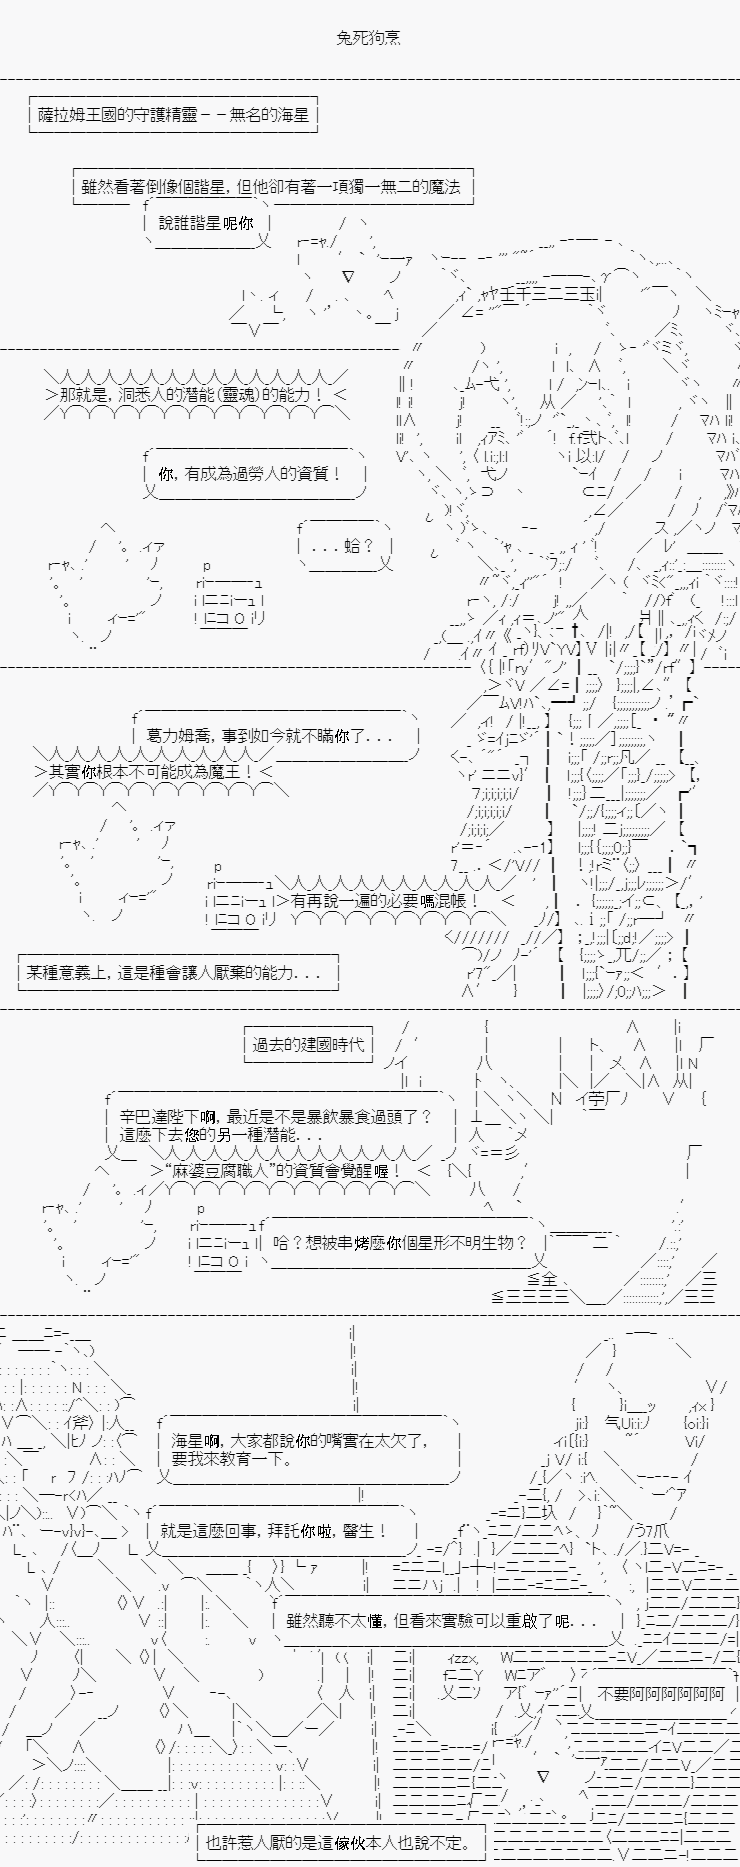 兔死狗烹
薩拉姆王國的守護精靈－－無名的海星
雖然看著倒像個諧星，但他卻有著一項獨一無二的魔法
說誰諧星呢你
那就是，洞悉人的潛能(靈魂)的能力！
你，有成為過勞人的資質！
．．．蛤？
葛力姆喬，事到如今就不瞞你了．．．
其實你根本不可能成為魔王！
有再說一遍的必要嗎混帳！
某種意義上，這是種會讓人厭棄的能力．．．
過去的建國時代
辛巴達陛下啊，最近是不是暴飲暴食過頭了？
這麼下去您的另一種潛能．．．
“麻婆豆腐職人”的資質會覺醒喔！
哈？想被串烤麼你個星形不明生物？
海星啊，大家都說你的嘴實在太欠了，
要我來教育一下。
就是這麼回事，拜託你啦，醫生！
雖然聽不太懂，但看來實驗可以重啟了呢．．．
不要阿阿阿阿阿阿
也許惹人厭的是這傢伙本人也說不定。